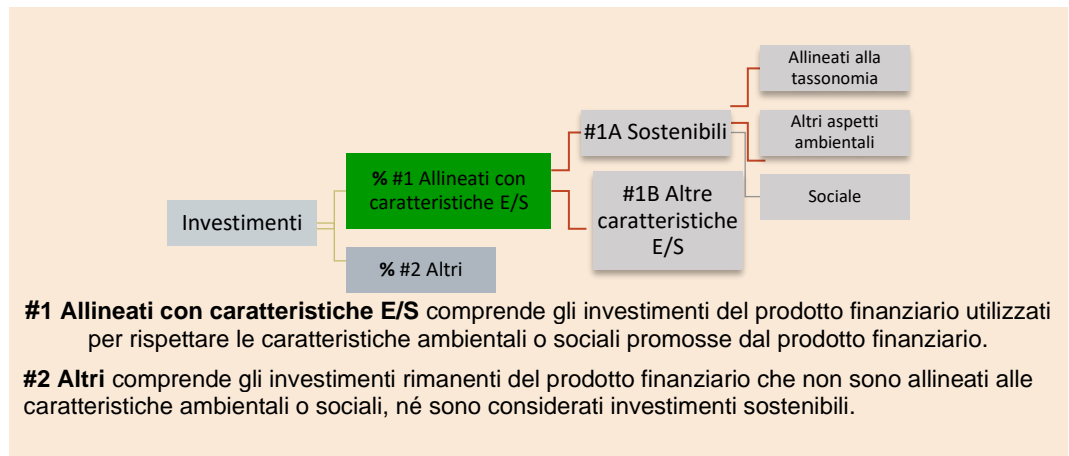 Investimenti
% #1 Allineati con
caratteristiche E/S
% #2 Altri
#1A Sostenibili
#1B Altre
caratteristiche
E/S
Allineati alla
tassonomia
Altri aspetti
ambientali
Sociale
#1 Allineati con caratteristiche E/S comprende gli investimenti del prodotto finanziario utilizzati
per rispettare le caratteristiche ambientali o sociali promosse dal prodotto finanziario.
#2 Altri comprende gli investimenti rimanenti del prodotto finanziario che non sono allineati alle
caratteristiche ambientali o sociali, né sono considerati investimenti sostenibili.